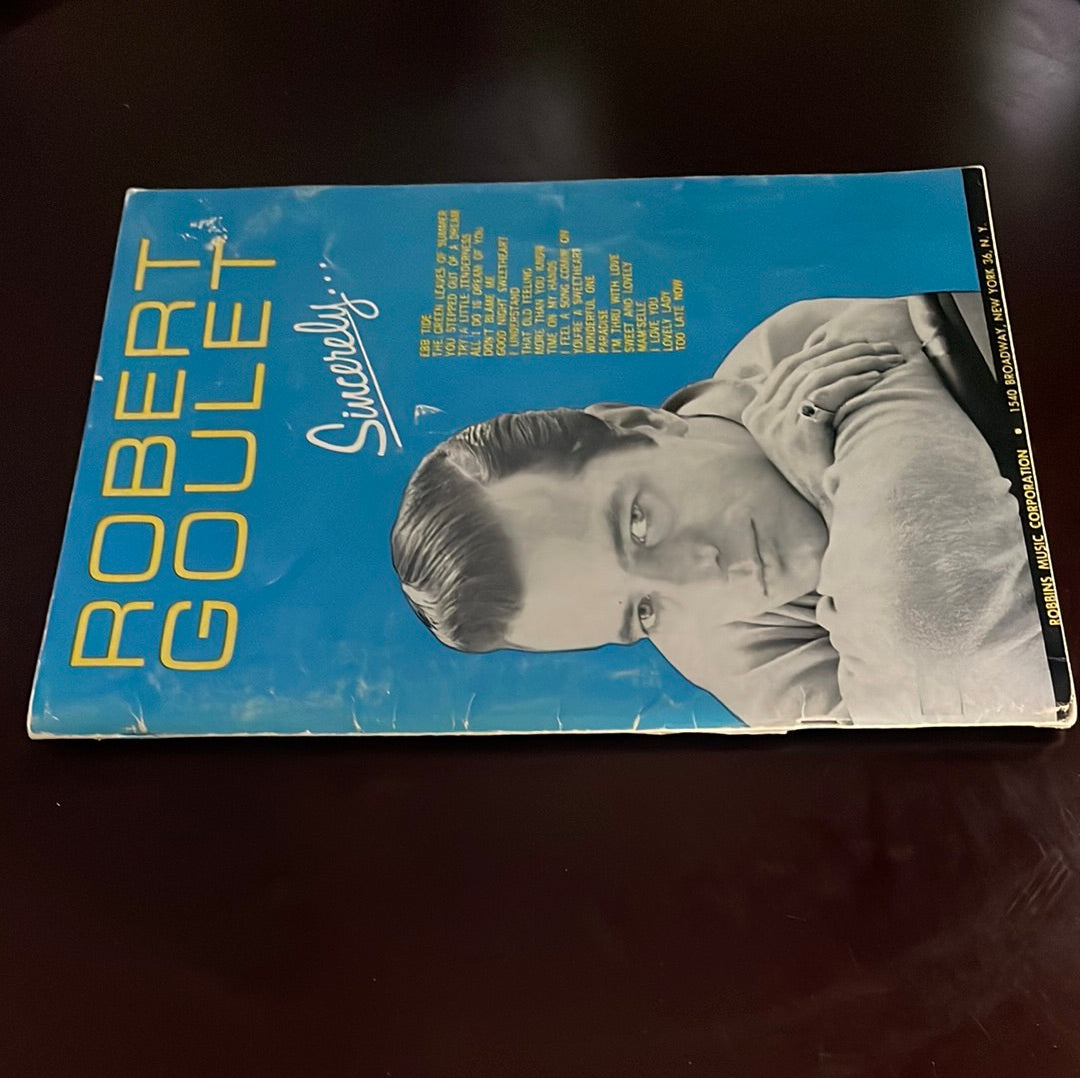 ROBERT
GOULET
Sincerely...
EBB TIDE
THE GREEN LEAVES OF SUMMER
YOU STEPPED OUT OF A DREAM
TRY A LITTLE TENDERNESS
ALL I DO IS DREAM OF YOU
DON'T BLAME ME
GOOD NIGHT SWEETHEART
I UNDERSTAND
THAT OLD FEELING
MORE THAN YOU KNOW
TIME ON MY HANDS
I FEEL A SONG COMIN' ON
YOU'RE A SWEETHEART
WONDERFUL ONE
PARADISE
I'M THRU WITH LOVE
SWEET AND LOVELY
MAM'SELLE
I LOVE YOU
LOVELY LADY
TOO LATE NOW
ROBBINS MUSIC CORPORATION • 1540 BROADWAY, NEW YORK 36, N. Y.